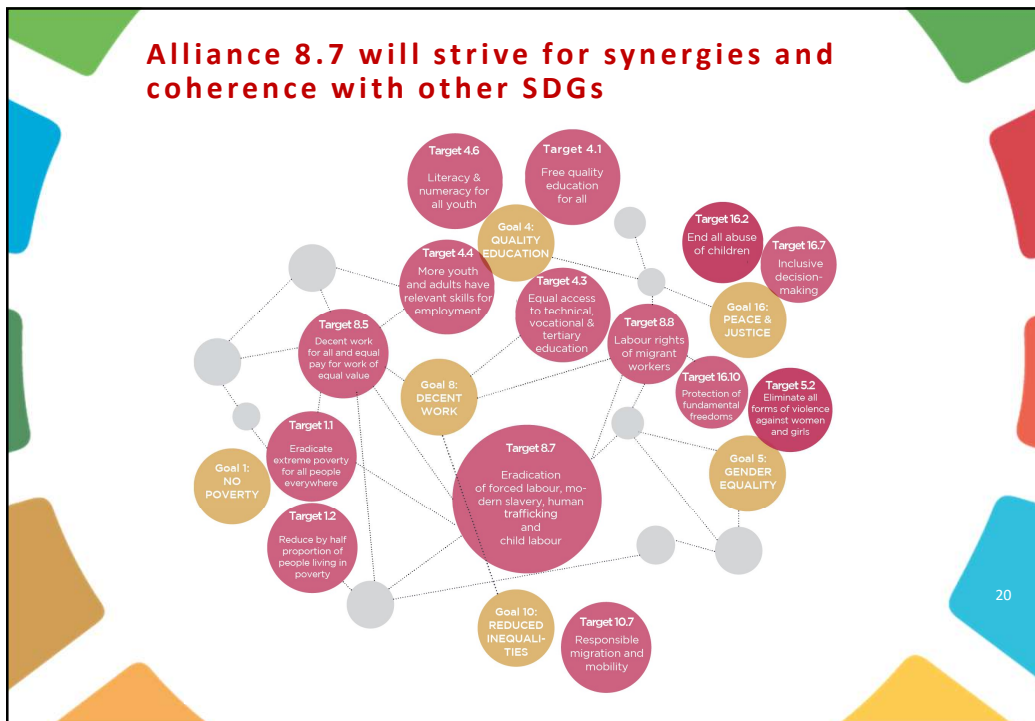 Alliance 8.7 will strive for synergies and
coherence with other SDGs
Target 4.6
Literacy &
numeracy for
all youth
Target 4.1
Free quality
education
for all
Goal 4:
QUALITY
EDUCATION
Target 16.2
End all abuse
of children
Target 16.7
Inclusive
decision-
making
Target 4.4
More youth
and adults have
relevant skills for
employment
Target 4.3
Equal access
to technical,
vocational &
tertiary
education
Goal 16:
PEACE &
JUSTICE
Target 8.5
Decent work
for all and equal
pay for work of
equal value
Target 8.8
Labour rights
of migrant
workers
Goal 8:
DECENT
WORK
Target 16.10
Protection of
fundamental
freedoms
Target 5.2
Eliminate all
forms of violence
against women
and girls
Target 1.1
Eradicate
extreme poverty
for all people
everywhere
Goal 1:
NO
POVERTY
Target 8.7
Eradication
of forced labour, mo-
dern slavery, human
trafficking
and
child labour
Goal 5:
GENDER
EQUALITY
Target 1.2
Reduce by half
proportion of
people living in
poverty
Goal 10:
REDUCED
INEQUALI-
TIES
Target 10.7
Responsible
migration and
mobility
20